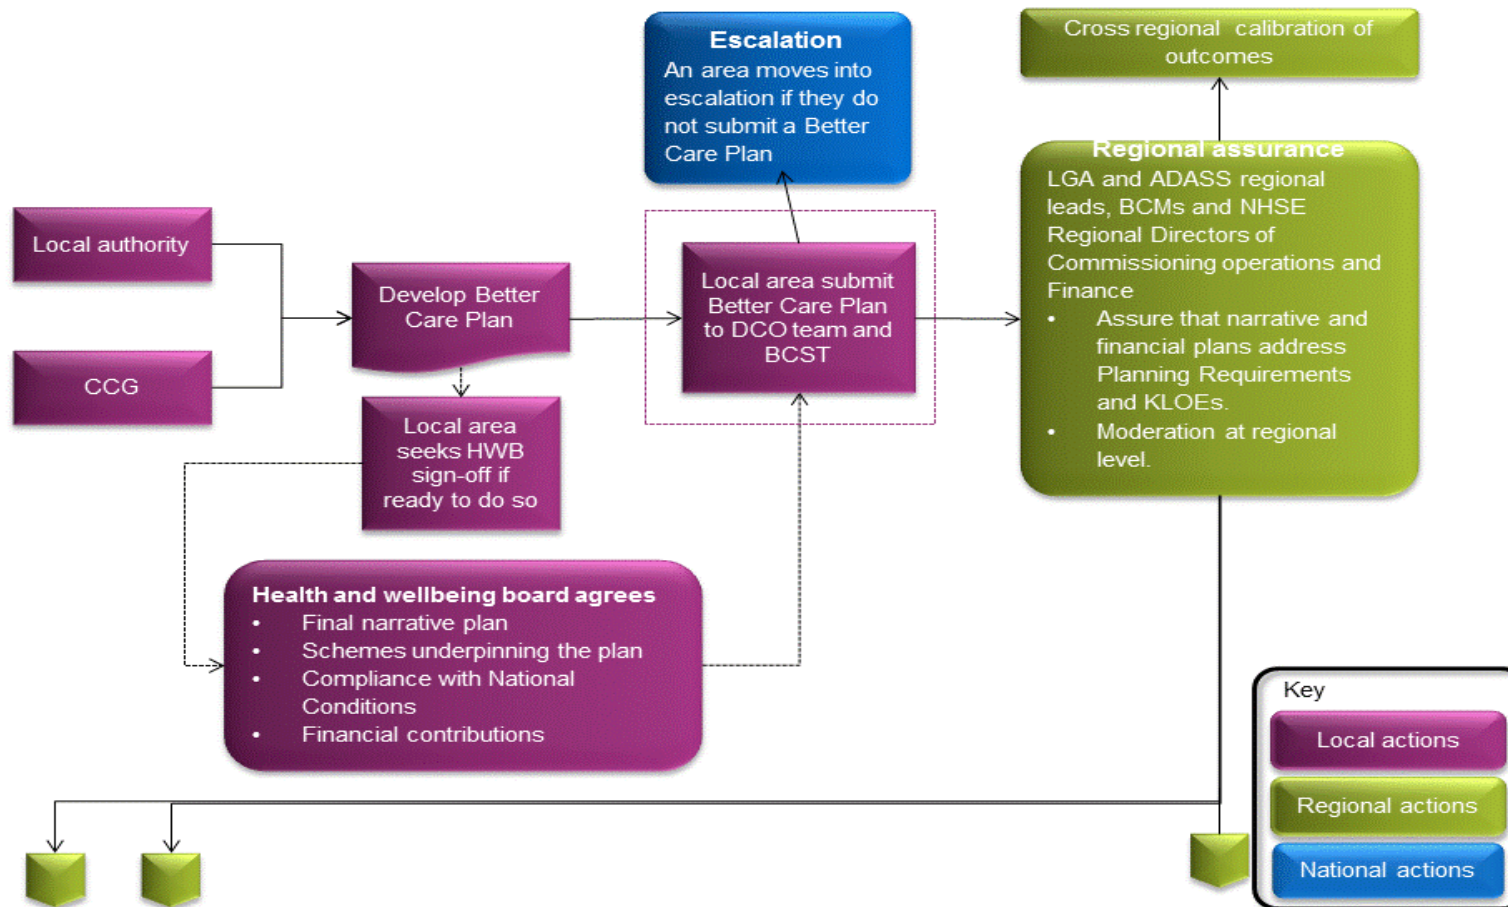 Escalation
An area moves into
escalation if they do
not submit a Better
Care Plan
Cross regional calibration of
outcomes
Regional assurance
LGA and ADASS regional
leads, BCMs and NHSE
Regional Directors of
Commissioning operations and
Finance
• Assure that narrative and
financial plans address
Planning Requirements
and KLOEs.
• Moderation at regional
level.
Local authority
CCG
Develop Better
Care Plan
Local area submit
Better Care Plan
to DCO team and
BCST
Local area
seeks HWB
sign-off if
ready to do so
Health and wellbeing board agrees
• Final narrative plan
• Schemes underpinning the plan
• Compliance with National
Conditions
• Financial contributions
Key
Local actions
Regional actions
National actions